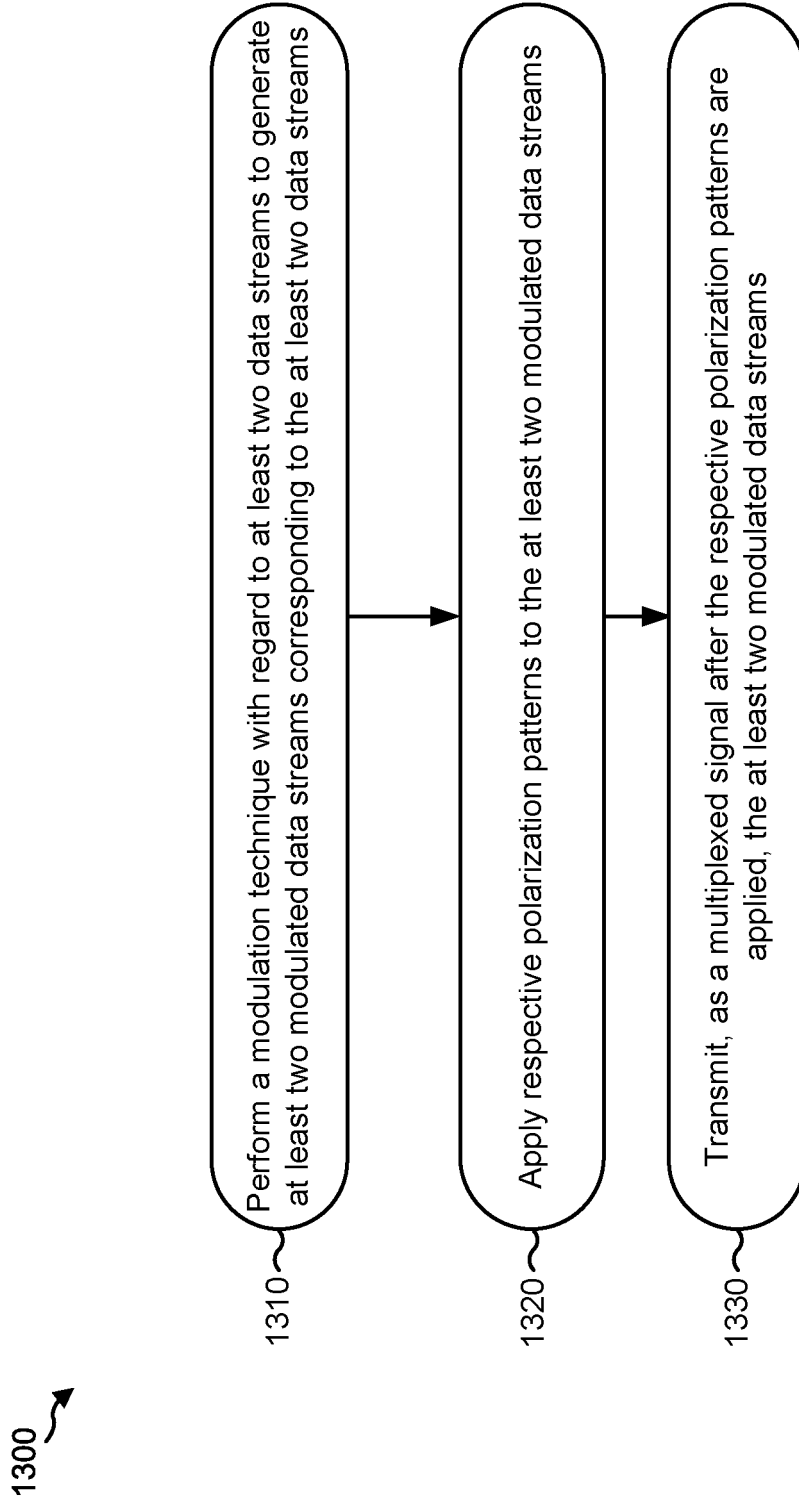 1300
1310
Perform a modulation technique with regard to at least two data streams to generate
at least two modulated data streams corresponding to the at least two data streams
1320
Apply respective polarization patterns to the at least two modulated data streams
1330
Transmit, as a multiplexed signal after the respective polarization patterns are
applied, the at least two modulated data streams